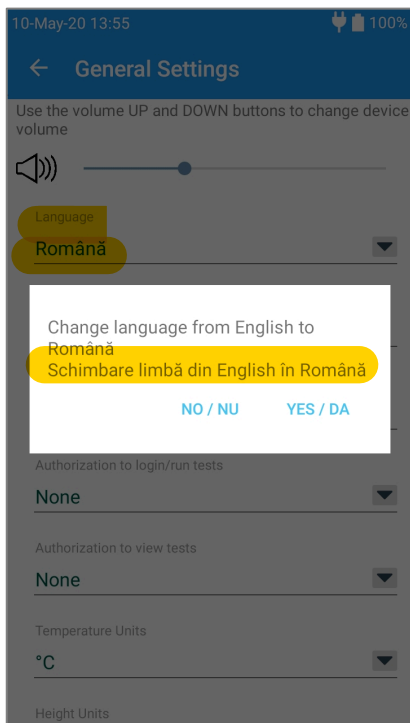 10-May-20 13:55 100%
General Settings
Use the volume UP and DOWN buttons to change device
volume
Language
Română
Change language from English to
Română
Schimbare limbă din English în Română
NO / NU YES / DA
Authorization to login/run tests
None
Authorization to view tests
None
Temperature Units
°C
Height Units